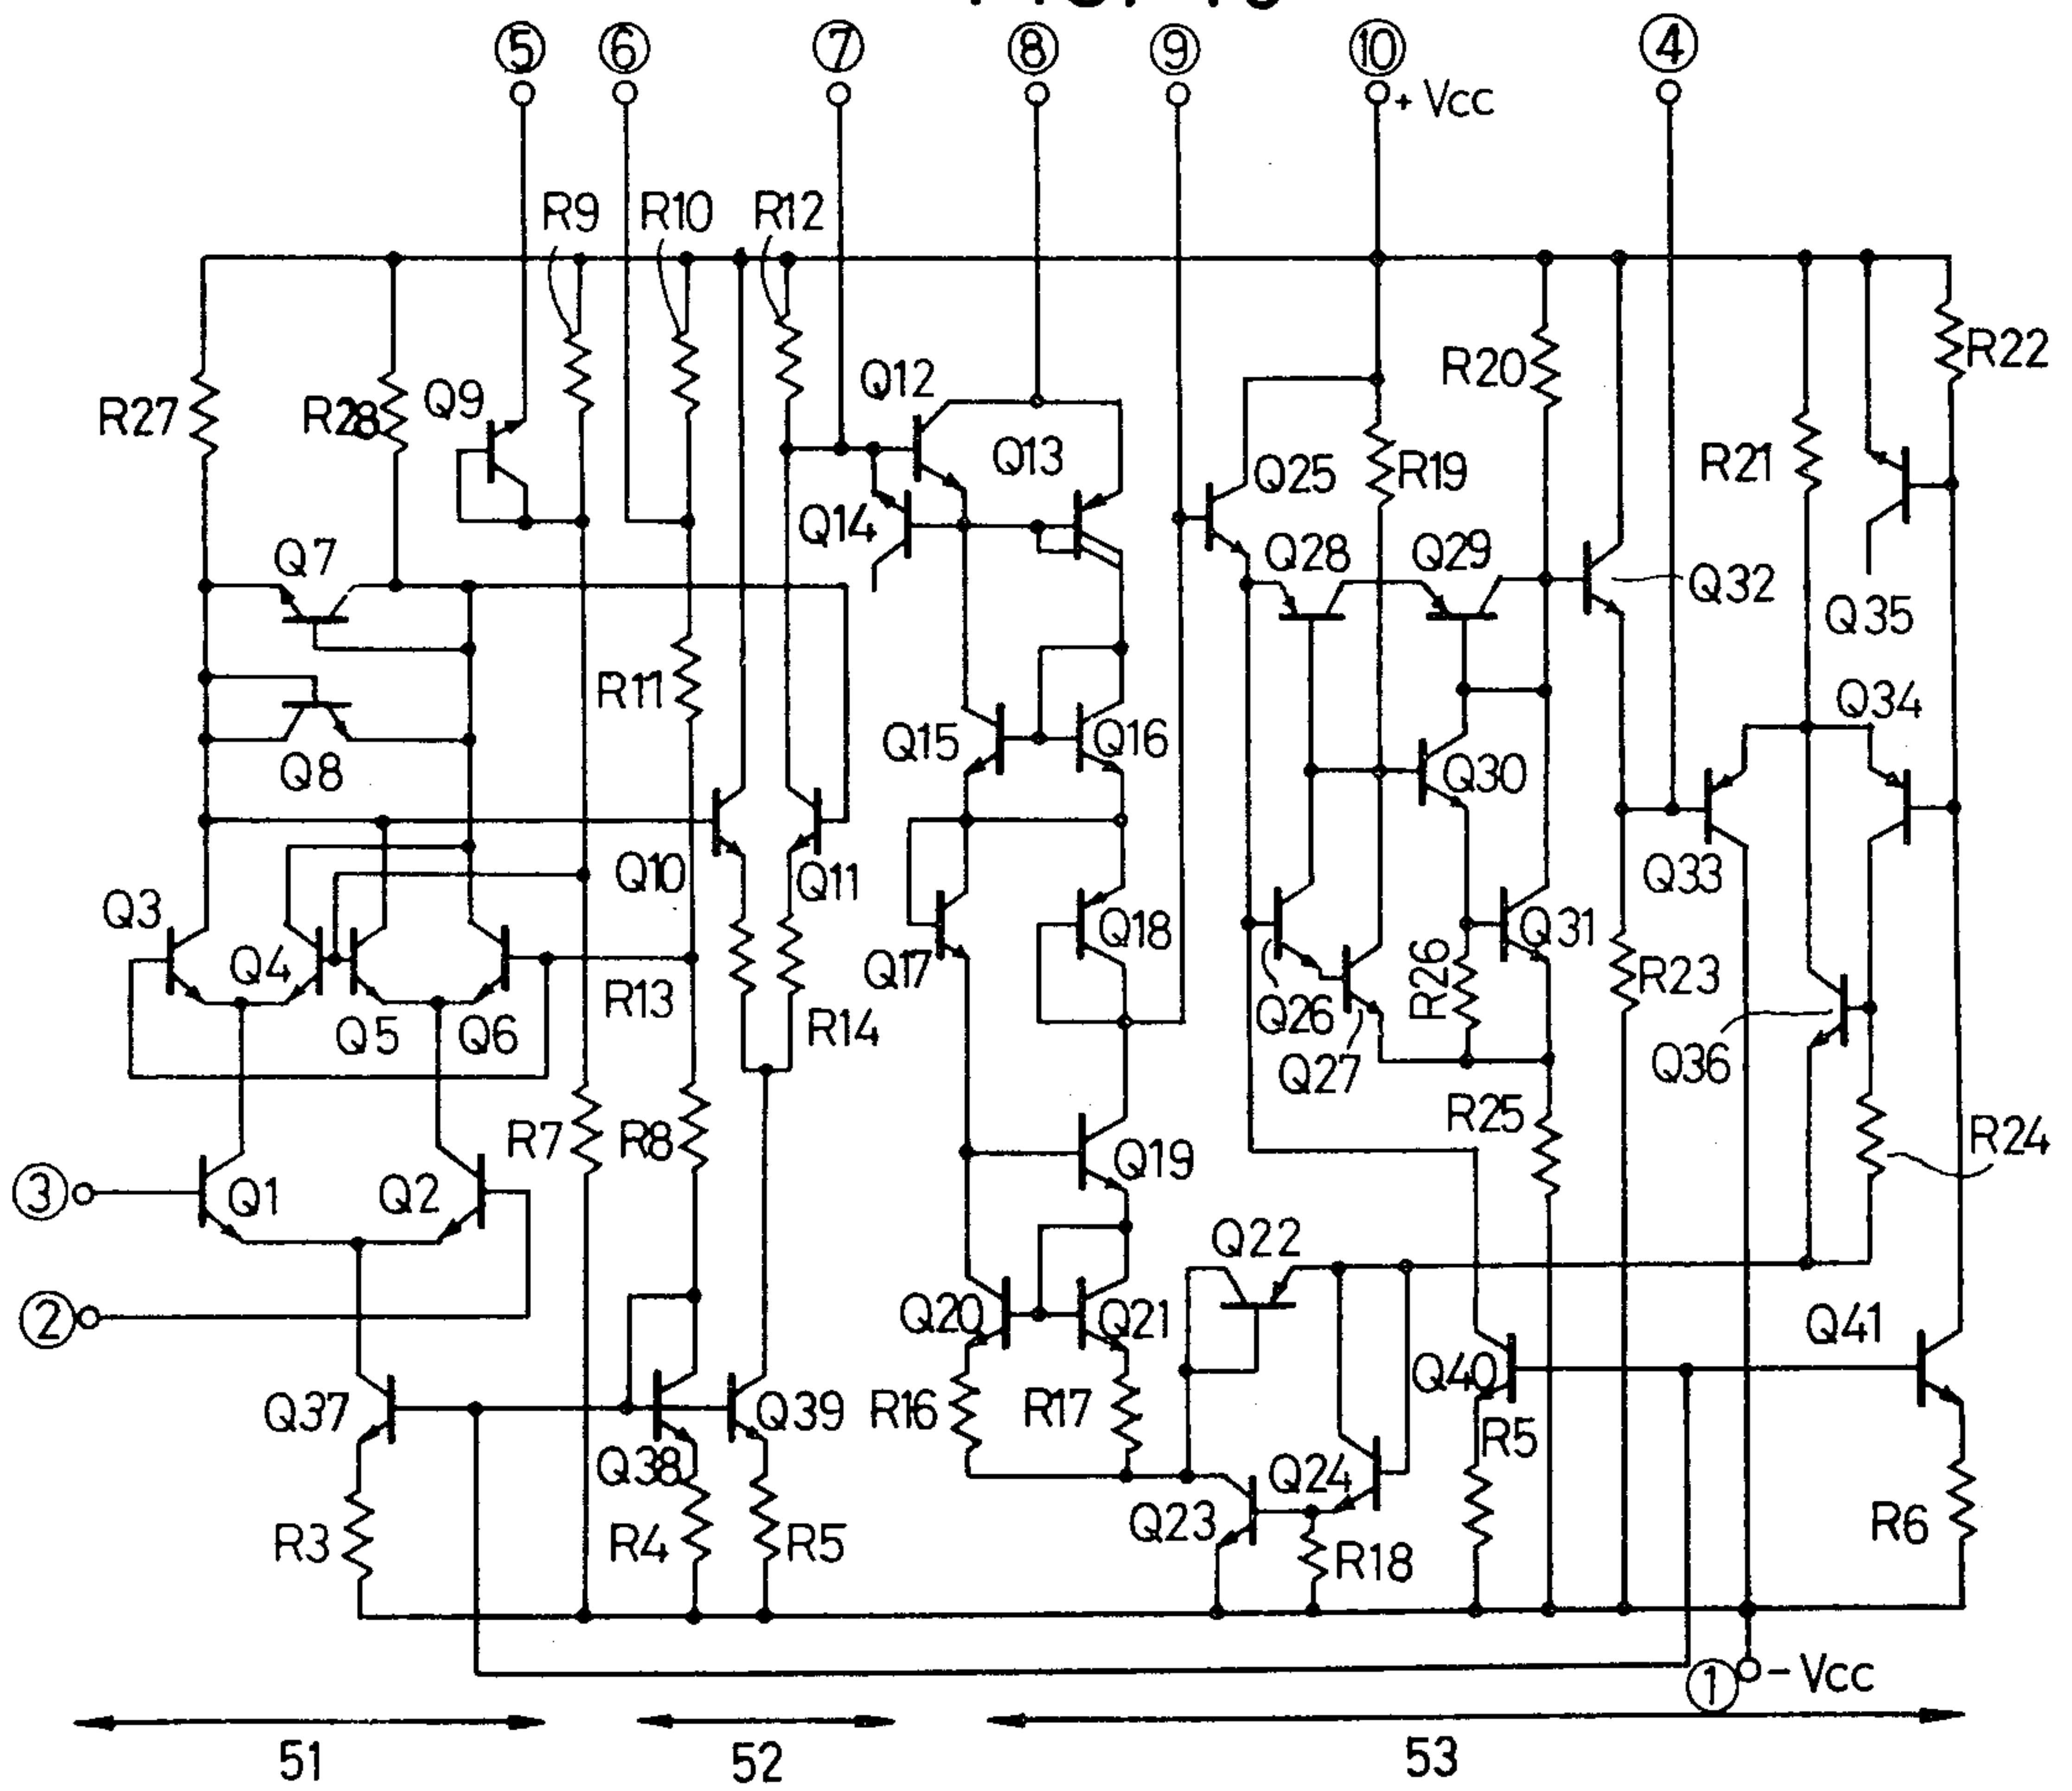 ⑤ ⑥ ⑦ ⑧ ⑨ ⑩ ④
+ Vcc
R9 R10 R12
R27 R28 Q9 Q12 Q13 R20 R22
Q14 Q25 R19 R21
Q7 Q28 Q29 Q32 Q35
R11 Q15 Q16 Q34
Q8 Q30
Q10 Q11 Q33
Q3 Q4 Q17 Q18 Q31
Q5 Q6 R13 R14 Q26 R26 R23
Q27 Q36
R7 R8 Q19 R25 R24
③ Q1 Q2
② Q22
Q20 Q21 Q40 Q41
Q37 Q39 R16 R17 R5
Q38 Q24
R3 R4 R5 Q23 R18 R6
① - Vcc
51 52 53